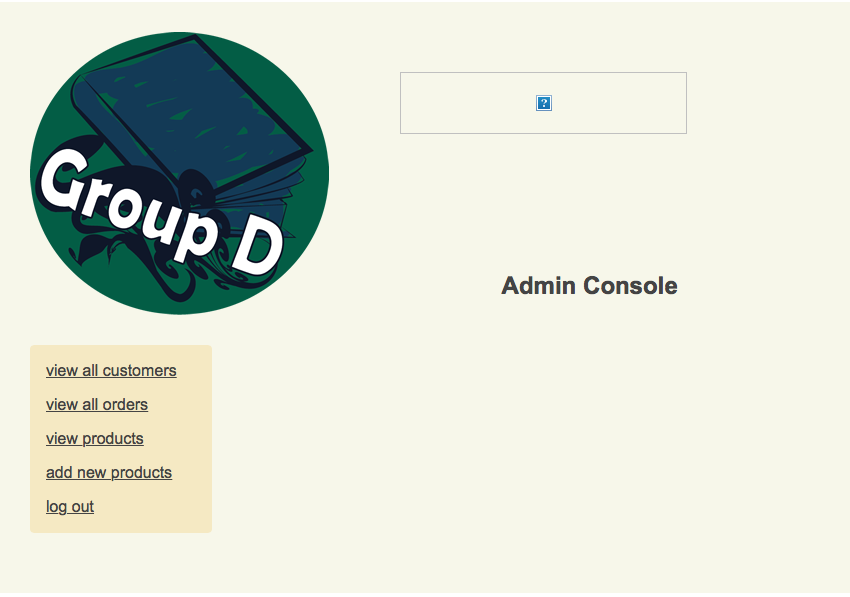 Group D
Admin Console
view all customers
view all orders
view products
add new products
log out